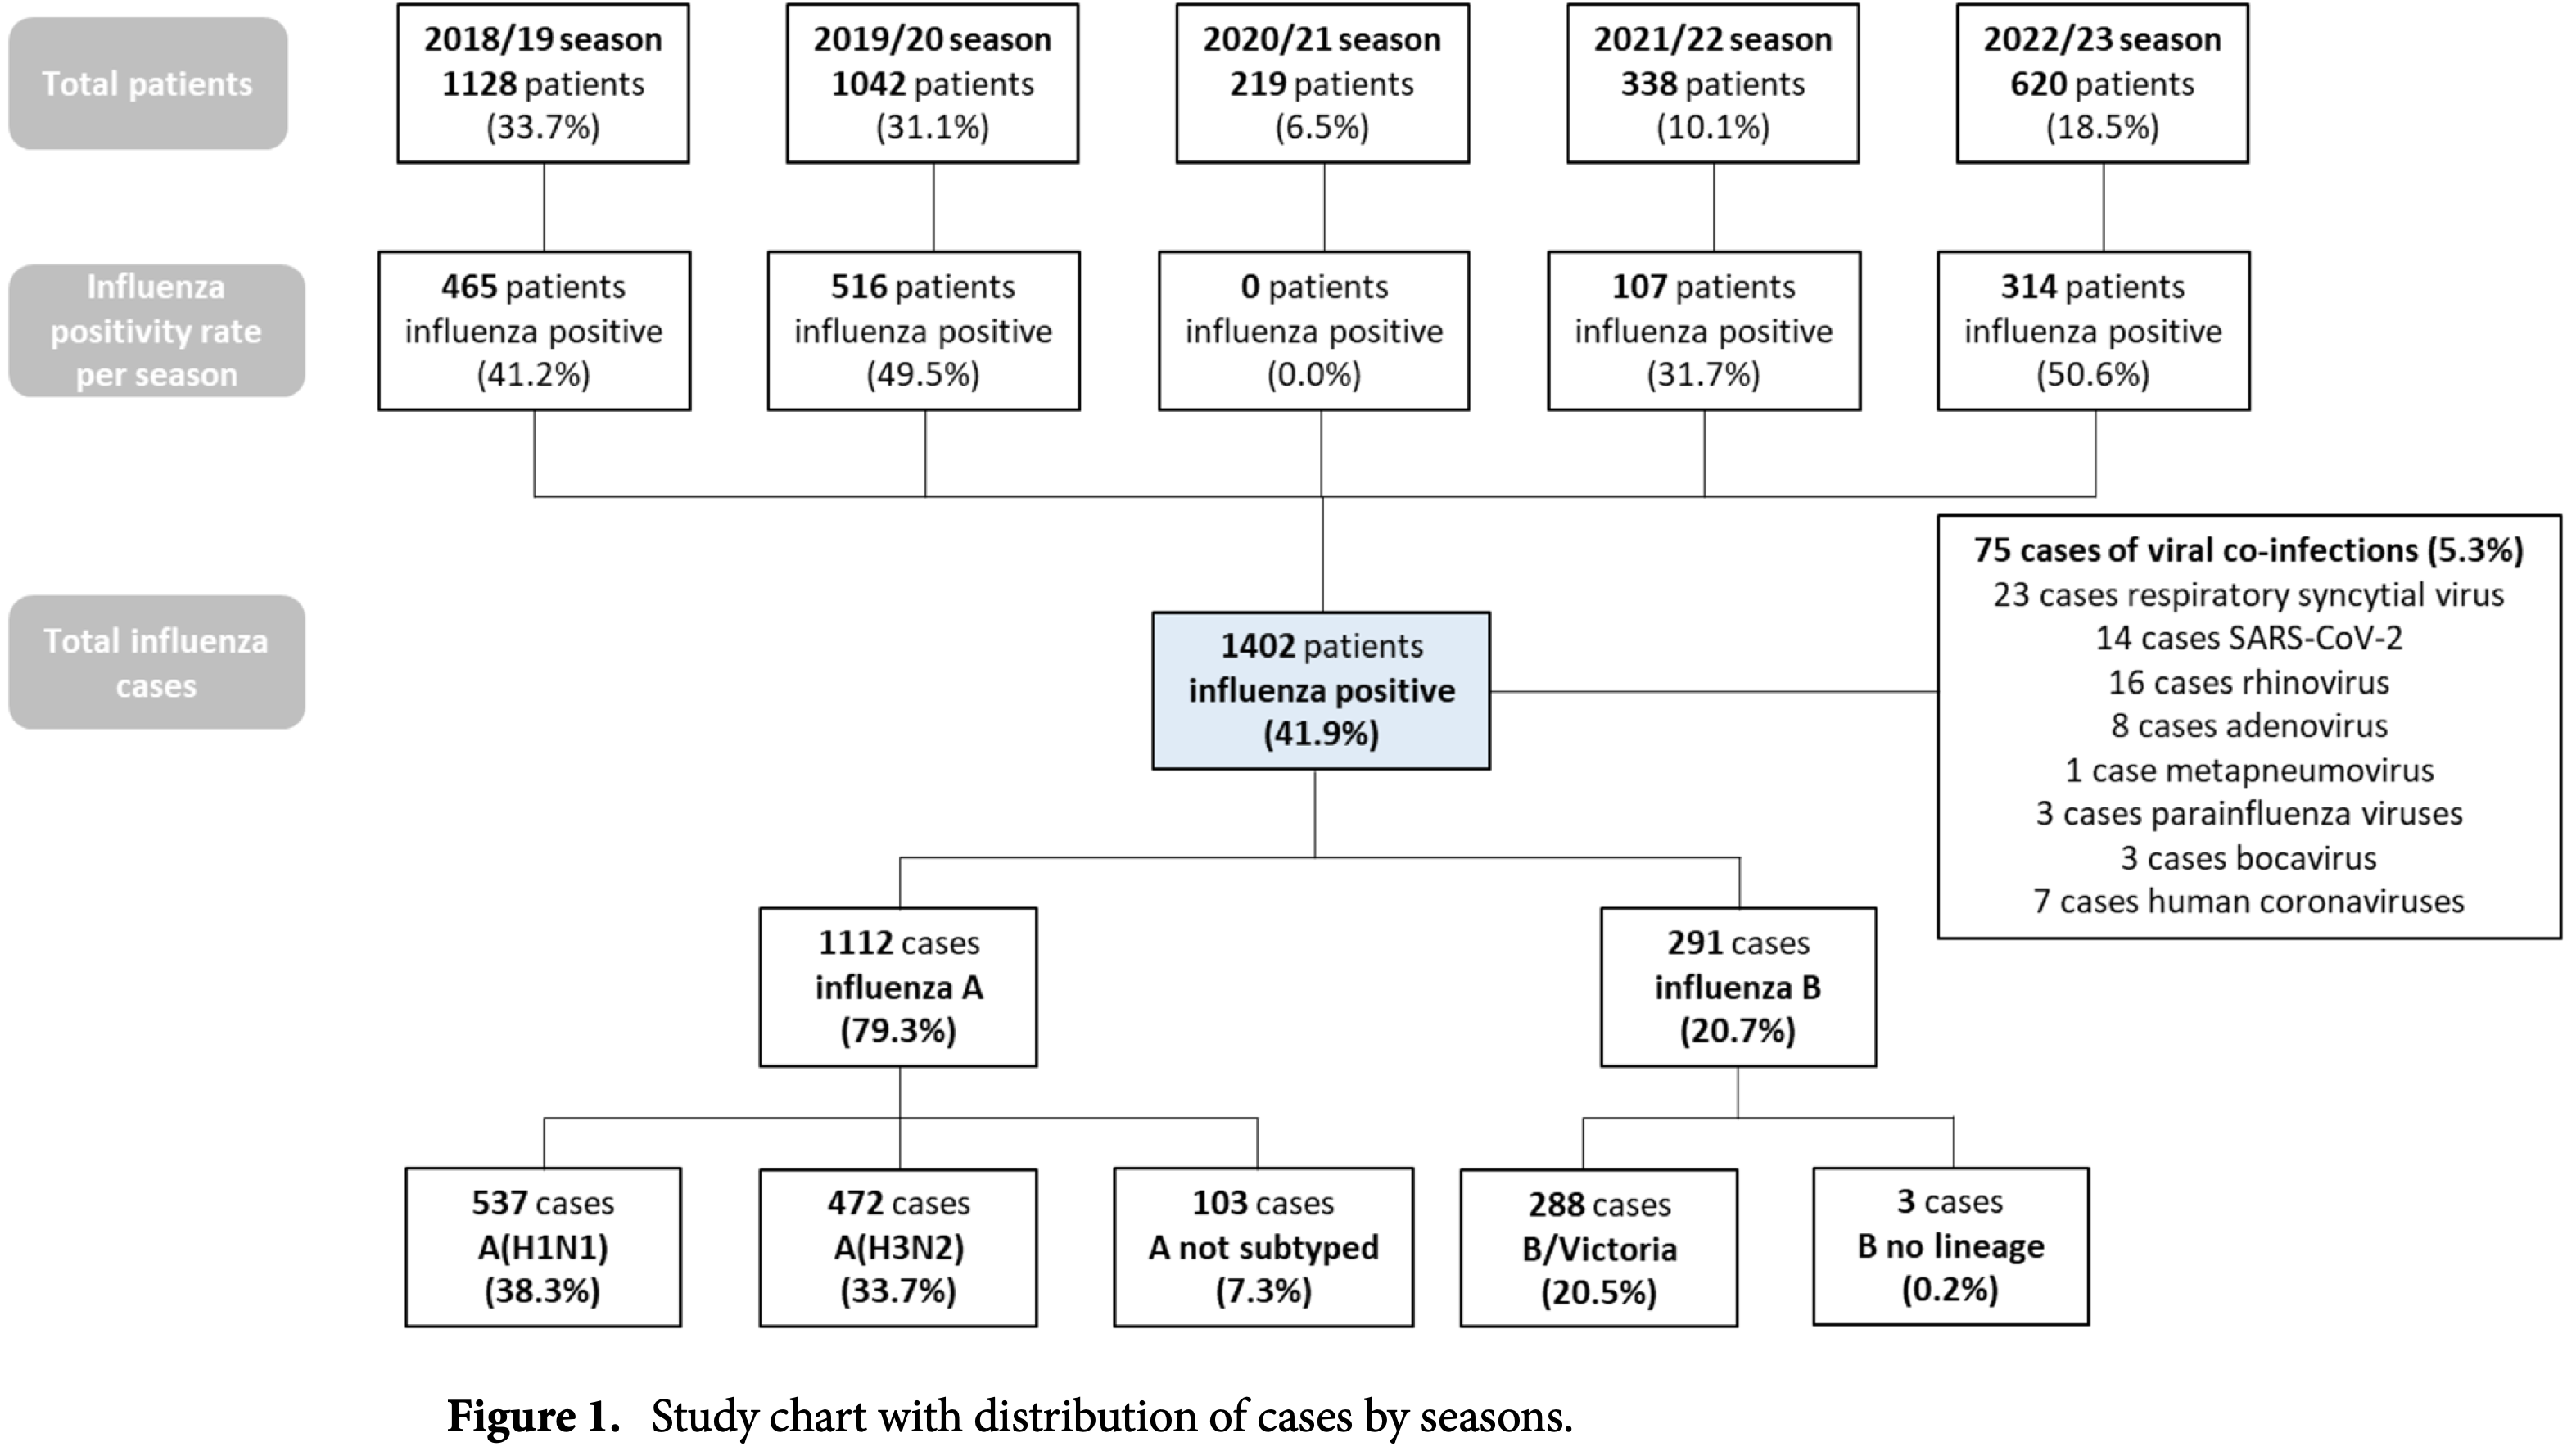 Total patients
2018/19 season
1128 patients
(33.7%)
2019/20 season
1042 patients
(31.1%)
2020/21 season
219 patients
(6.5%)
2021/22 season
338 patients
(10.1%)
2022/23 season
620 patients
(18.5%)
Influenza
positivity rate
per season
465 patients
influenza positive
(41.2%)
516 patients
influenza positive
(49.5%)
0 patients
influenza positive
(0.0%)
107 patients
influenza positive
(31.7%)
314 patients
influenza positive
(50.6%)
Total influenza
cases
1402 patients
influenza positive
(41.9%)
75 cases of viral co-infections (5.3%)
23 cases respiratory syncytial virus
14 cases SARS-CoV-2
16 cases rhinovirus
8 cases adenovirus
1 case metapneumovirus
3 cases parainfluenza viruses
3 cases bocavirus
7 cases human coronaviruses
1112 cases
influenza A
(79.3%)
291 cases
influenza B
(20.7%)
537 cases
A(H1N1)
(38.3%)
472 cases
A(H3N2)
(33.7%)
103 cases
A not subtyped
(7.3%)
288 cases
B/Victoria
(20.5%)
3 cases
B no lineage
(0.2%)
Figure 1. Study chart with distribution of cases by seasons.